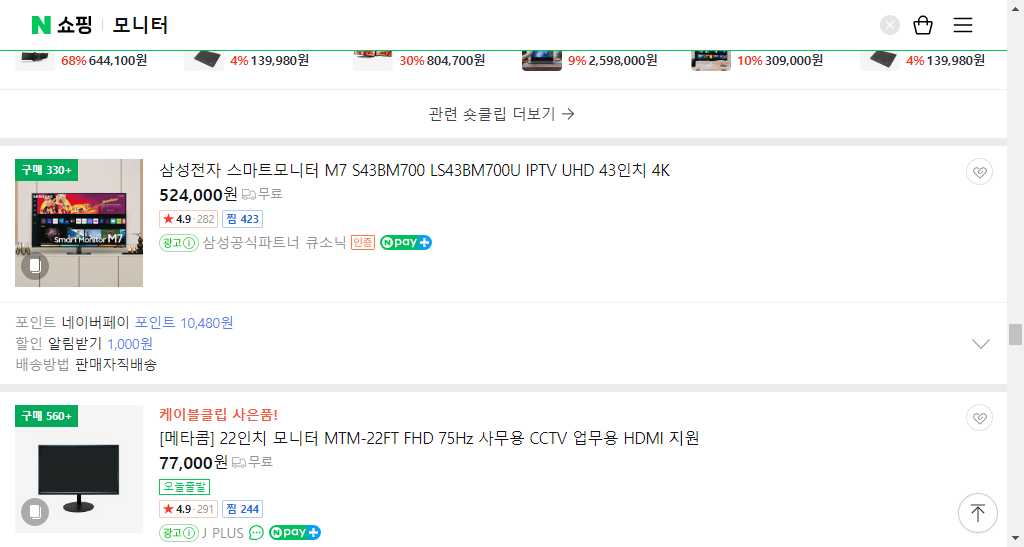 N 쇼핑 모니터
68% 644,100원 4% 139,980원 30% 804,700원 9% 2,598,000원 10% 309,000원 4% 139,980원
관련 숏클립 더보기
구매 330+
삼성전자 스마트모니터 M7 S43BM700 LS43BM700U IPTV UHD 43인치 4K
524,000원 무료
4.9 · 282 찜 423
광고 삼성공식파트너 큐소닉 인증 N pay +
SAMSUNG
Smart Monitor M7
포인트 네이버페이 포인트 10,480원
할인 알림받기 1,000원
배송방법 판매자직배송
구매 560+
케이블클립 사은품!
[메타콤] 22인치 모니터 MTM-22FT FHD 75Hz 사무용 CCTV 업무용 HDMI 지원
77,000원 무료
오늘출발
4.9 · 291 찜 244
광고 J PLUS N pay +